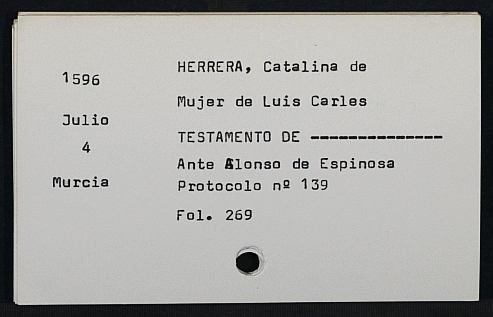 1596
Julio
4
Murcia
HERRERA, Catalina de
Mujer de Luis Carles
TESTAMENTO DE --------------
Ante Alonso de Espinosa
Protocolo nº 139
Fol. 269